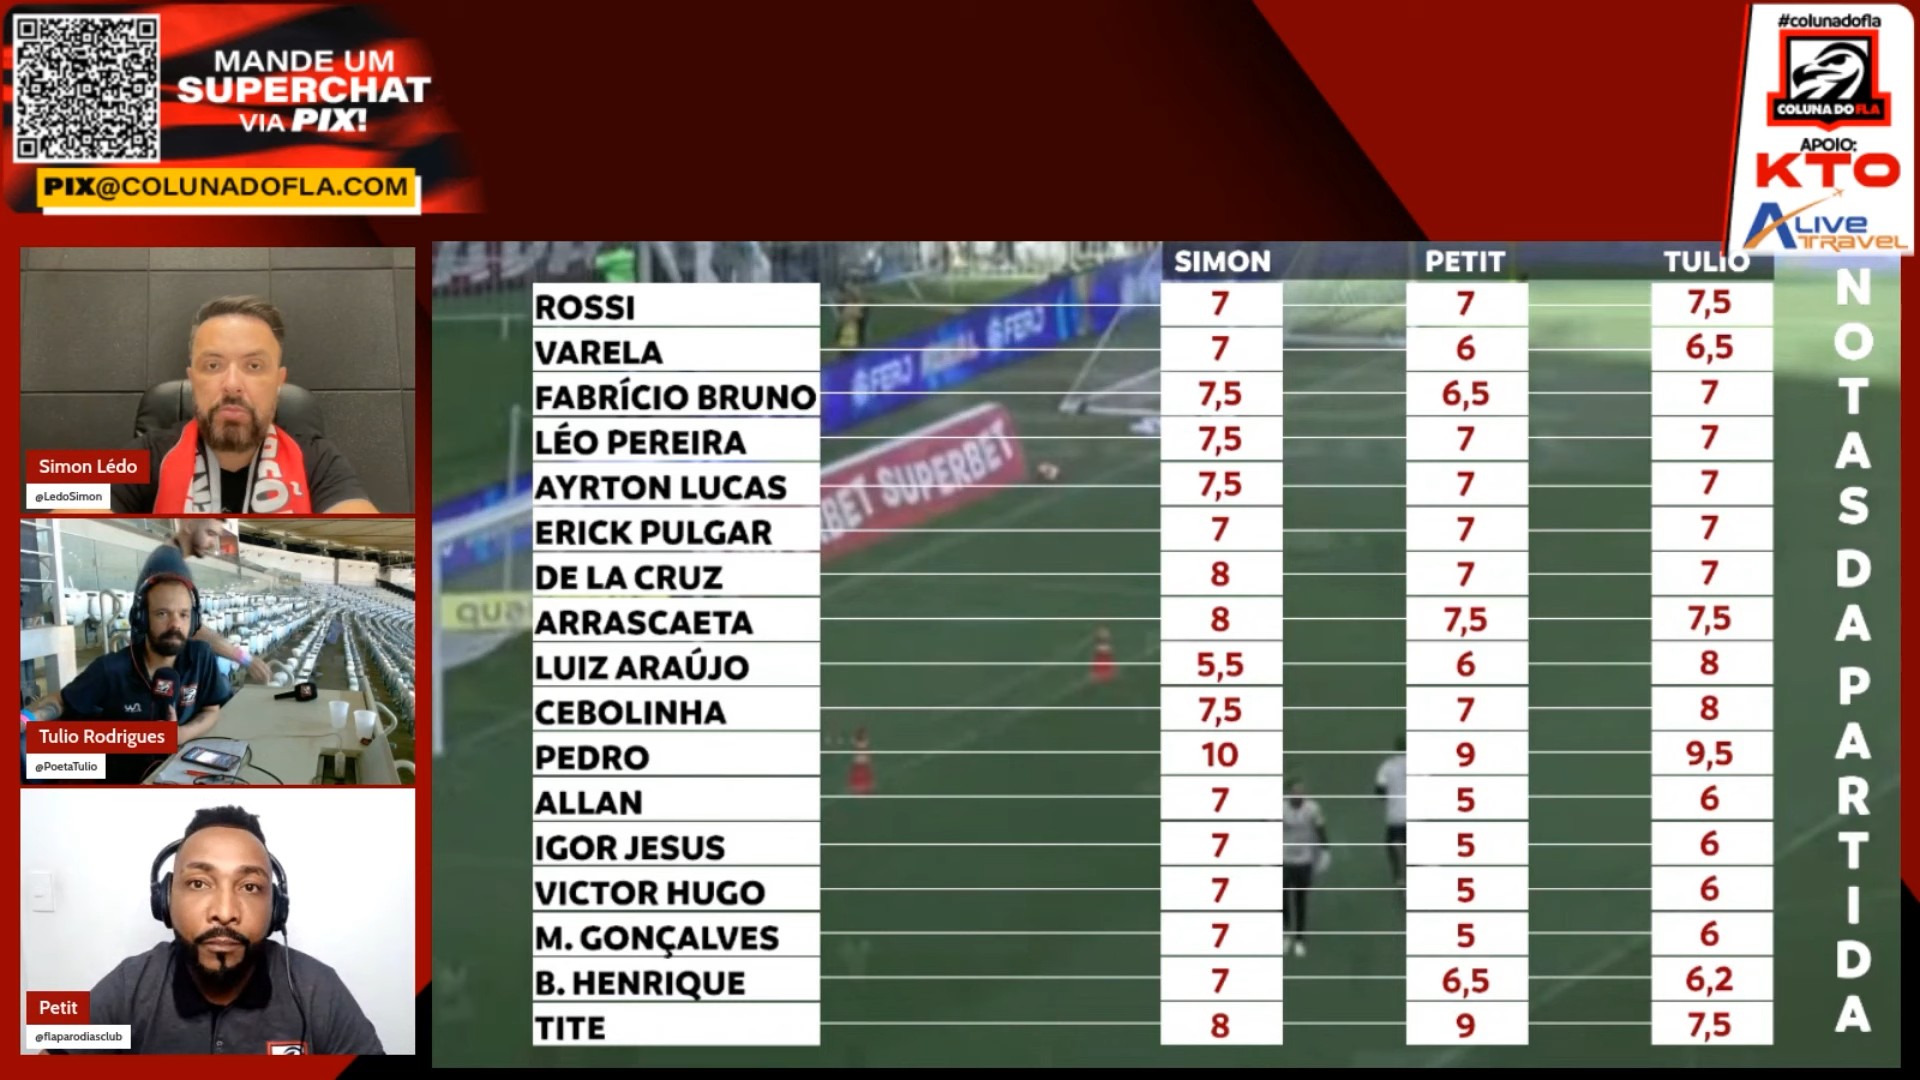 MANDE UM
SUPERCHAT
VIA PIX!
PIX@COLUNADOFLA.COM
#colunadofla
COLUNA DO FLA
APOIO:
KTO
ALIVE
TRAVEL
Simon Lédo
@LedoSimon
Tulio Rodrigues
@PoetaTulio
Petit
@flaparodiasclub
SIMON PETIT TULIO
ROSSI 7 7 7,5
VARELA 7 6 6,5
FABRÍCIO BRUNO 7,5 6,5 7
LÉO PEREIRA 7,5 7 7
AYRTON LUCAS 7,5 7 7
ERICK PULGAR 7 7 7
DE LA CRUZ 8 7 7
ARRASCAETA 8 7,5 7,5
LUIZ ARAÚJO 5,5 6 8
CEBOLINHA 7,5 7 8
PEDRO 10 9 9,5
ALLAN 7 5 6
IGOR JESUS 7 5 6
VICTOR HUGO 7 5 6
M. GONÇALVES 7 5 6
B. HENRIQUE 7 6,5 6,2
TITE 8 9 7,5
NOTAS DA PARTIDA
FERJ
FERJ
BET SUPERBET